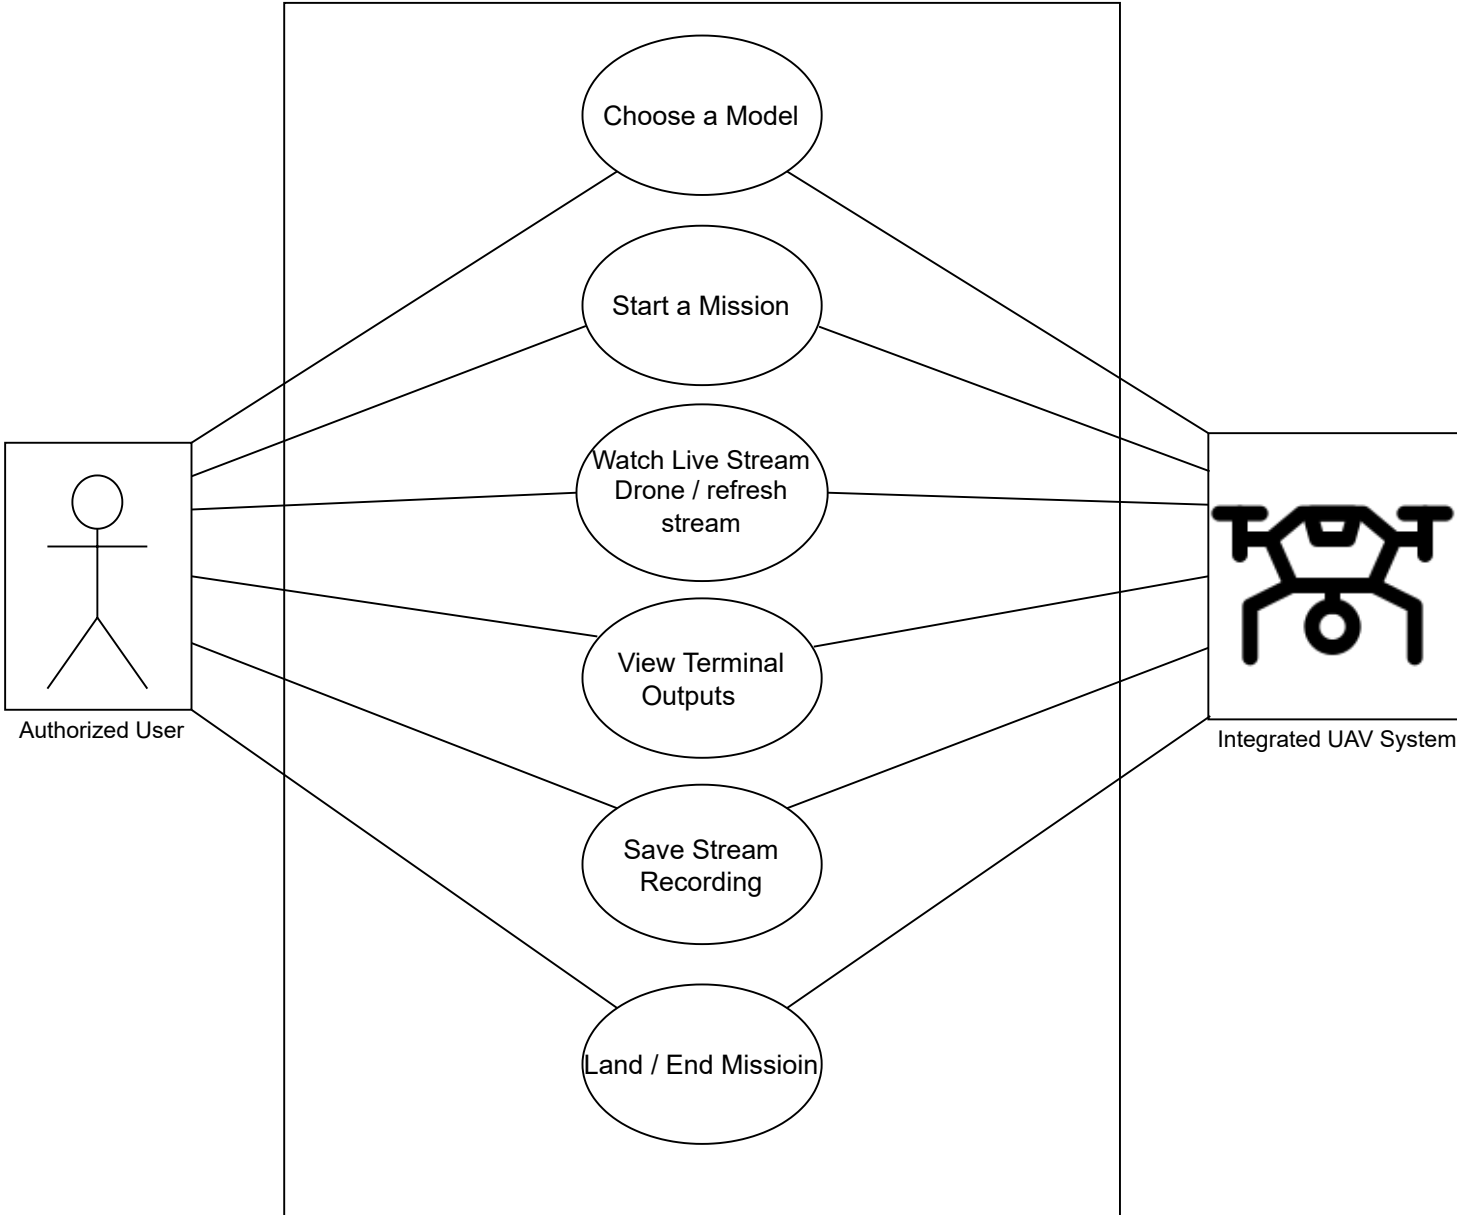 Choose a Model
Start a Mission
Watch Live Stream
Drone / refresh
stream
View Terminal
Outputs
Save Stream
Recording
Land / End Missioin
Authorized User
Integrated UAV System